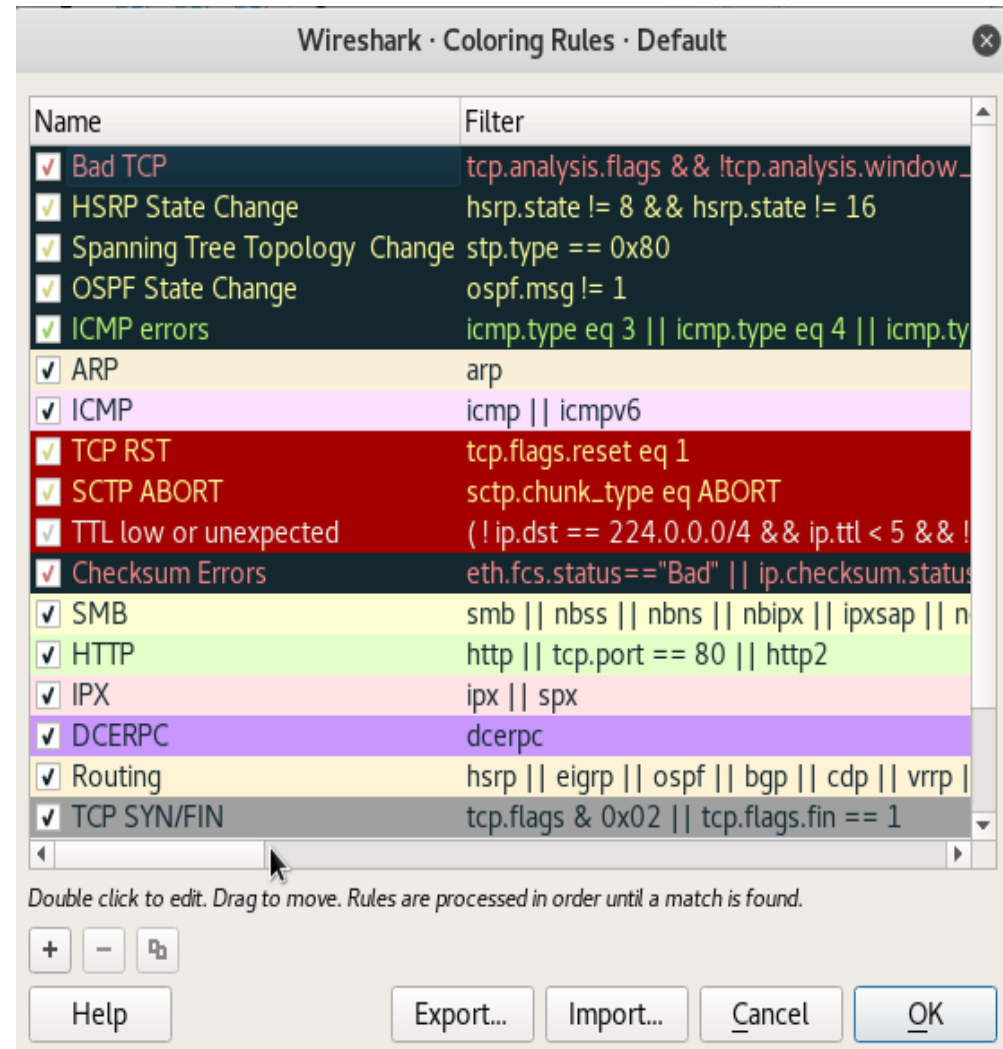 Wireshark · Coloring Rules · Default
Name Filter
Bad TCP tcp.analysis.flags && !tcp.analysis.window_
HSRP State Change hsrp.state != 8 && hsrp.state != 16
Spanning Tree Topology  Change stp.type == 0x80
OSPF State Change ospf.msg != 1
ICMP errors icmp.type eq 3 || icmp.type eq 4 || icmp.ty
ARP arp
ICMP icmp || icmpv6
TCP RST tcp.flags.reset eq 1
SCTP ABORT sctp.chunk_type eq ABORT
TTL low or unexpected ( ! ip.dst == 224.0.0.0/4 && ip.ttl < 5 && !
Checksum Errors eth.fcs.status=="Bad" || ip.checksum.status
SMB smb || nbss || nbns || nbipx || ipxsap || n
HTTP http || tcp.port == 80 || http2
IPX ipx || spx
DCERPC dcerpc
Routing hsrp || eigrp || ospf || bgp || cdp || vrrp |
TCP SYN/FIN tcp.flags & 0x02 || tcp.flags.fin == 1
Double click to edit. Drag to move. Rules are processed in order until a match is found.
Help Export... Import... Cancel OK